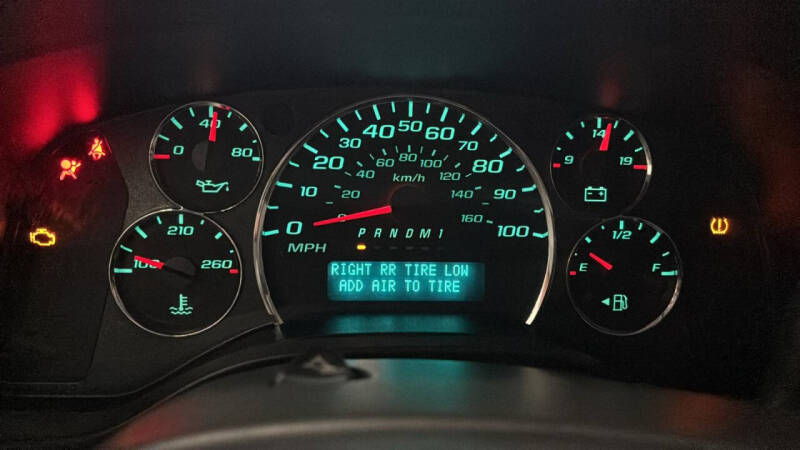 0 40 80
100 210 260
0 10 20 30 40 50 60 70 80 90 100
0 20 40 60 80 100 120 140 160
km/h
MPH
P R N D M 1
RIGHT RR TIRE LOW
ADD AIR TO TIRE
9 14 19
E 1/2 F